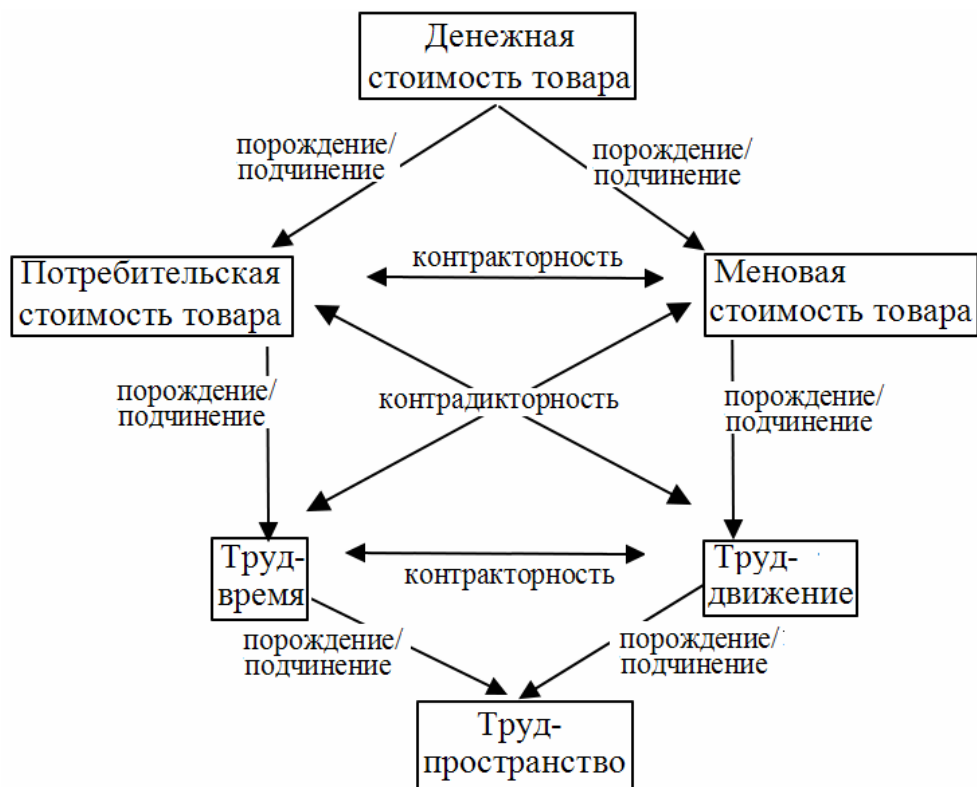 Денежная
стоимость товара
порождение/
подчинение
порождение/
подчинение
контракторность
Потребительская
стоимость товара
Меновая
стоимость товара
порождение/
подчинение
контрадикторность
порождение/
подчинение
Труд-
время
контракторность
Труд-
движение
порождение/
подчинение
порождение/
подчинение
Труд-
пространство